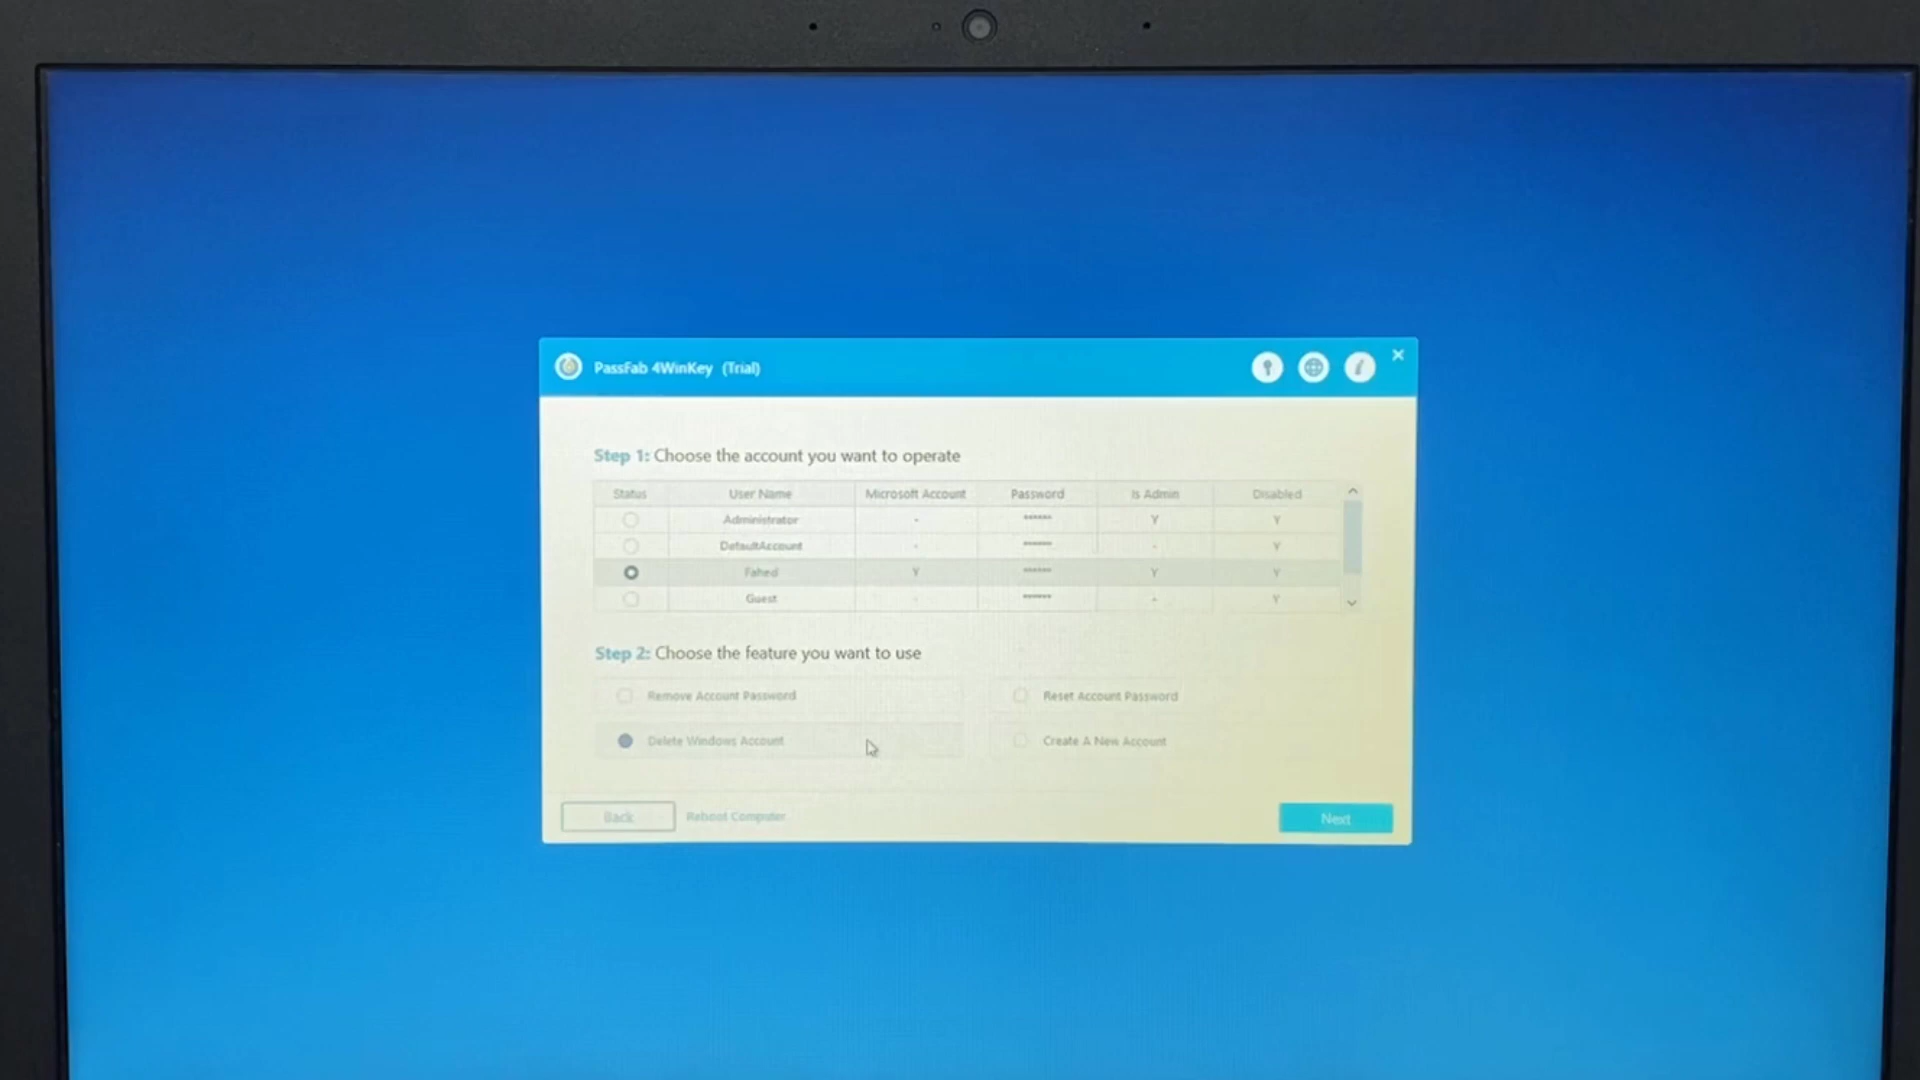 PassFab 4WinKey (Trial)
Step 1: Choose the account you want to operate
Status User Name Microsoft Account Password Is Admin Disabled
Administrator - ****** Y Y
DefaultAccount - ****** - Y
Fahed Y ****** Y Y
Guest - ****** - Y
Step 2: Choose the feature you want to use
Remove Account Password Reset Account Password
Delete Windows Account Create A New Account
Back Reboot Computer Next